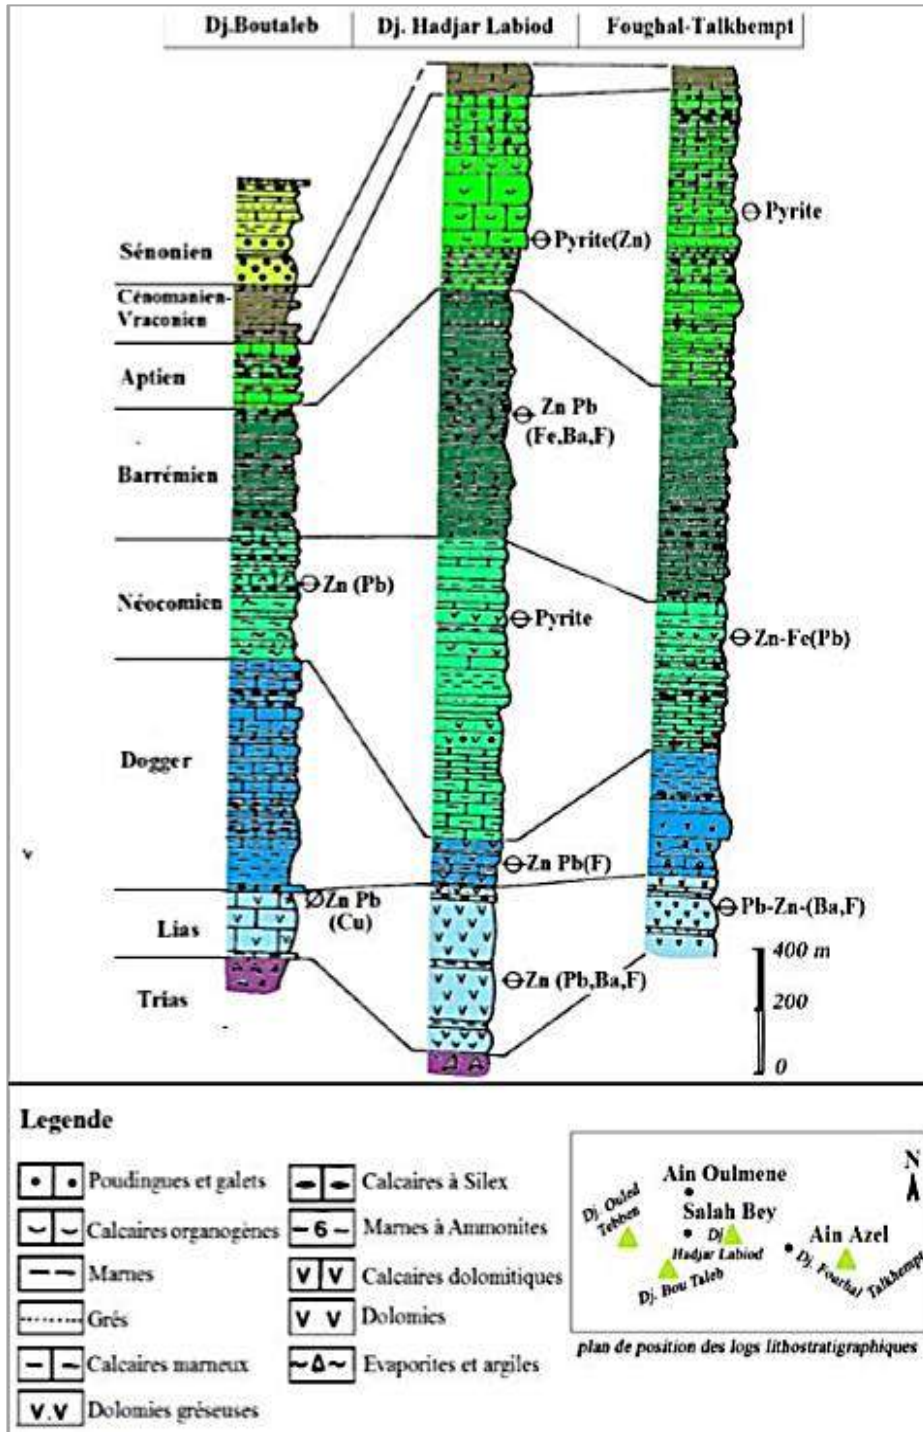 Dj.Boutaleb
Dj. Hadjar Labiod
Foughal-Talkhempt
Sénonien
Cénomanien-
Vraconien
Aptien
Barrémien
Néocomien
Dogger
Lias
Trias
Zn (Pb)
Zn Pb
(Cu)
Pyrite(Zn)
Zn Pb
(Fe,Ba,F)
Pyrite
Zn Pb(F)
Zn (Pb,Ba,F)
Pyrite
Zn-Fe(Pb)
Pb-Zn-(Ba,F)
400 m
200
0
v
Legende
Poudingues et galets
Calcaires organogènes
Marnes
Grés
Calcaires marneux
Dolomies gréseuses
Calcaires à Silex
Marnes à Ammonites
Calcaires dolomitiques
Dolomies
Evaporites et argiles
N
Ain Oulmene
Dj. Ouled
Tebben
Salah Bey
Dj
Hadjar Labiod
Dj. Bou Taleb
Ain Azel
Dj. Fourhal Talkhempt
plan de position des logs lithostratigraphiques